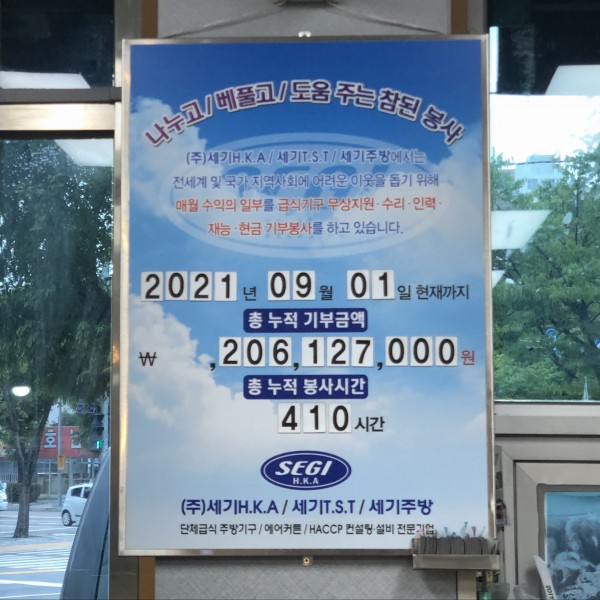 나누고/베풀고/도움 주는 참된 봉사
(주)세기H.K.A / 세기T.S.T / 세기주방에서는
전세계 및 국가 지역사회에 어려운 이웃을 돕기 위해
매월 수익의 일부를 급식기구 무상지원·수리·인력·
재능·현금 기부봉사를 하고 있습니다.
2021 년 09 월 01 일 현재까지
총 누적 기부금액
₩ ,206,127,000 원
총 누적 봉사시간
410 시간
SEGI
H.K.A
(주)세기H.K.A / 세기T.S.T / 세기주방
단체급식 주방기구 / 에어커튼 / HACCP 컨설팅·설비 전문기업